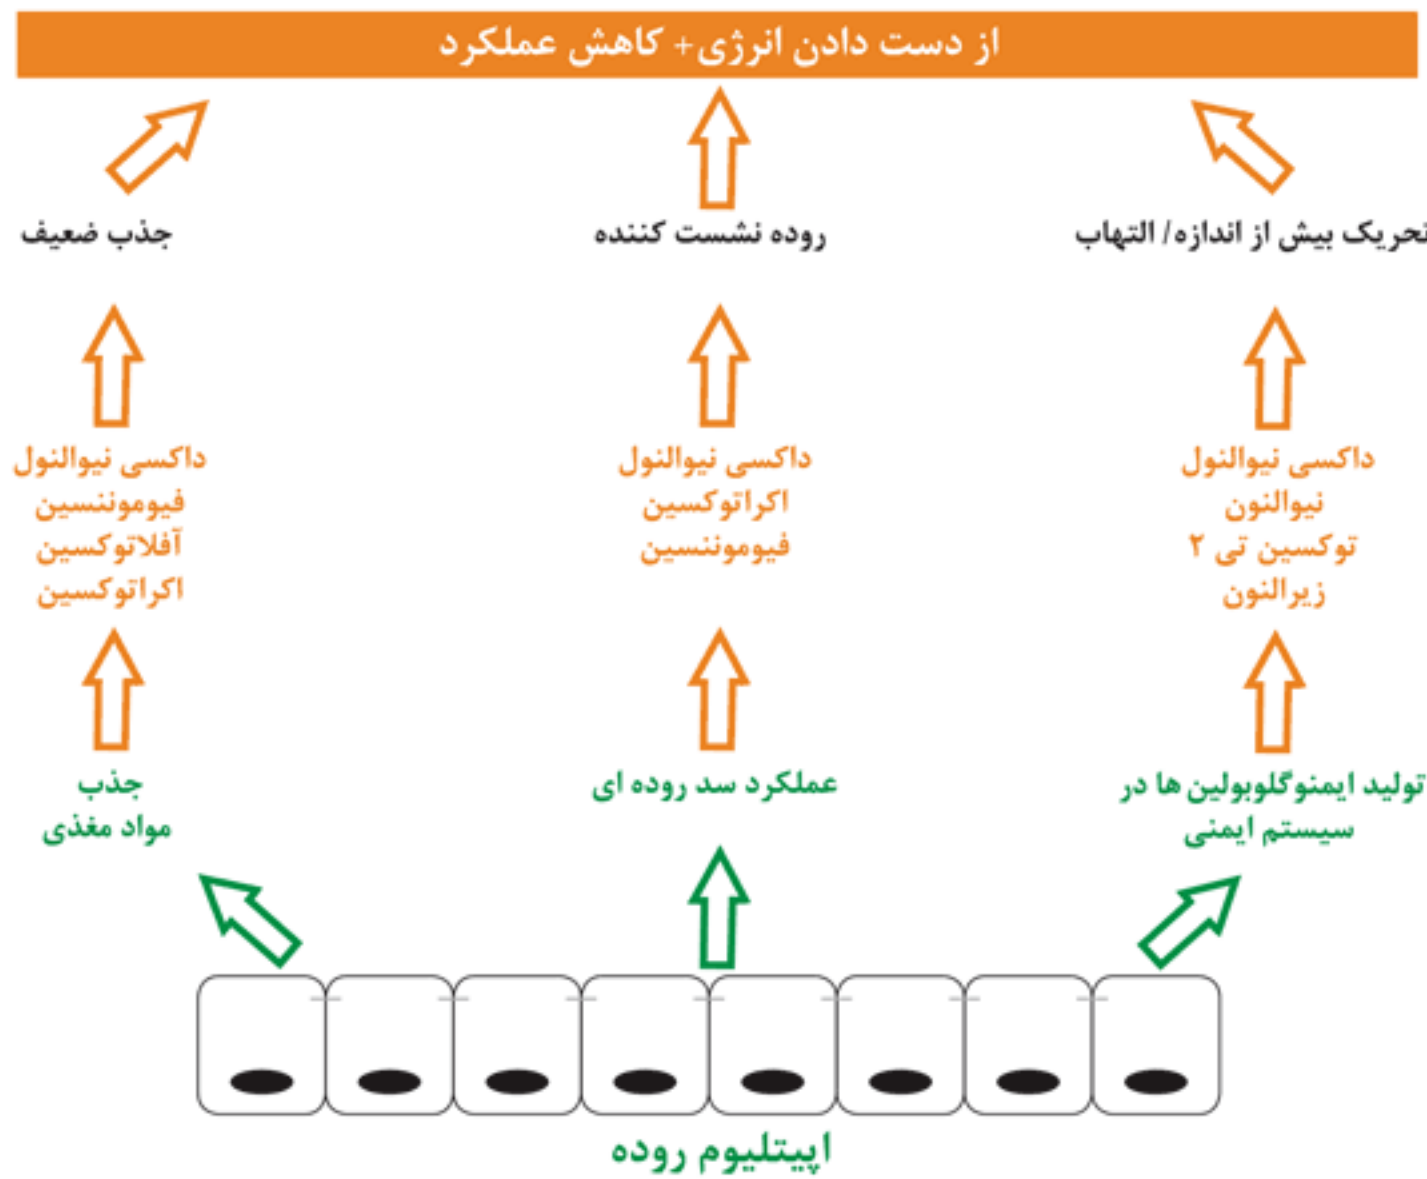 از دست دادن انرژی+ کاهش عملکرد
تحریک بیش از اندازه/ التهاب
روده نشست کننده
جذب ضعیف
داکسی نیوالنول
نیوالنون
توکسین تی ۲
زیرالنون
داکسی نیوالنول
اکراتوکسین
فیوموننسین
داکسی نیوالنول
فیوموننسین
آفلاتوکسین
اکراتوکسین
تولید ایمنوگلوبولین ها در
سیستم ایمنی
عملکرد سد روده ای
جذب
مواد مغذی
اپیتلیوم روده